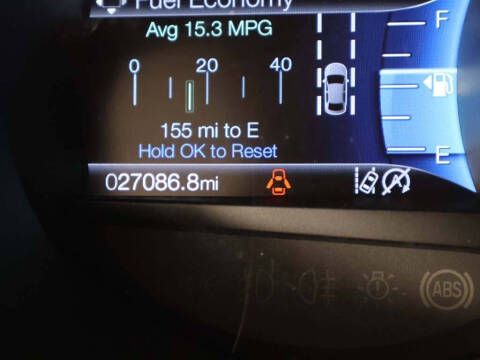 Fuel Economy
Avg 15.3 MPG
F
0 20 40
155 mi to E
Hold OK to Reset
E
027086.8mi
ABS